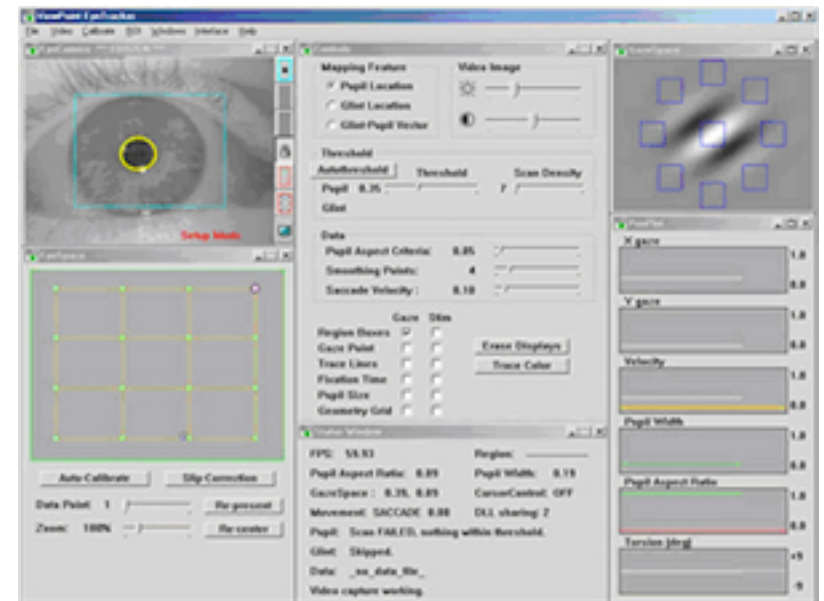 ViewPoint EyeTracker
File Video Calibrate ROI Windows Interface Help
EyeCamera *** FROZEN ***
Setup Mode
EyeSpace
Auto-Calibrate Slip Correction
Data Point: 1 Re-present
Zoom: 100% Re-center
Controls
Mapping Feature Video Image
Pupil Location
Glint Location
Glint-Pupil Vector
Threshold
Autothreshold Threshold Scan Density
Pupil 0.35 7
Glint
Data
Pupil Aspect Criteria: 0.85
Smoothing Points: 4
Saccade Velocity: 0.10
Gaze Stim
Region Boxes
Gaze Point
Trace Lines
Fixation Time
Pupil Size
Geometry Grid
Erase Displays
Trace Color
Status Window
FPS: 59.93 Region:
Pupil Aspect Ratio: 0.89 Pupil Width: 0.19
GazeSpace : 0.39, 0.89 CursorControl: OFF
Movement: SACCADE 0.00 DLL sharing: 2
Pupil: Scan FAILED, nothing within threshold.
Glint: Skipped.
Data: _no_data_file_
Video capture working.
GazeSpace
PenPlot
X gaze
1.0
0.0
Y gaze
1.0
0.0
Velocity
1.0
0.0
Pupil Width
1.0
0.0
Pupil Aspect Ratio
1.0
0.0
Torsion (deg)
+9
-9